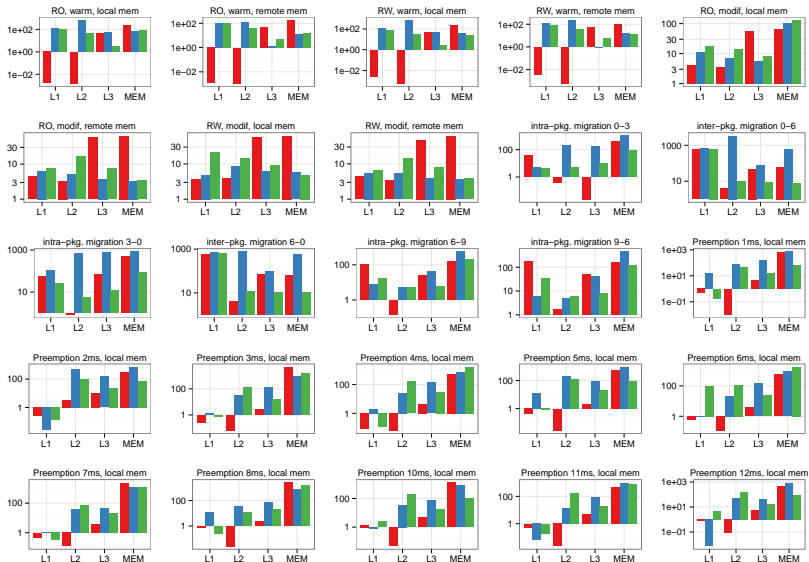 RO, warm, local mem
1e+02
1e+00
1e−02
L1 L2 L3 MEM
RO, warm, remote mem
1e+02
1e+00
1e−02
L1 L2 L3 MEM
RW, warm, local mem
1e+02
1e+00
1e−02
L1 L2 L3 MEM
RW, warm, remote mem
1e+02
1e+00
1e−02
L1 L2 L3 MEM
RO, modif, local mem
100
30
10
3
1
L1 L2 L3 MEM
RO, modif, remote mem
30
10
3
1
L1 L2 L3 MEM
RW, modif, local mem
30
10
3
1
L1 L2 L3 MEM
RW, modif, remote mem
30
10
3
1
L1 L2 L3 MEM
intra−pkg. migration 0−3
100
1
L1 L2 L3 MEM
inter−pkg. migration 0−6
1000
10
L1 L2 L3 MEM
intra−pkg. migration 3−0
1000
10
L1 L2 L3 MEM
inter−pkg. migration 6−0
1000
10
L1 L2 L3 MEM
intra−pkg. migration 6−9
100
1
L1 L2 L3 MEM
intra−pkg. migration 9−6
100
1
L1 L2 L3 MEM
Preemption 1ms, local mem
1e+03
1e+01
1e−01
L1 L2 L3 MEM
Preemption 2ms, local mem
100
1
L1 L2 L3 MEM
Preemption 3ms, local mem
100
1
L1 L2 L3 MEM
Preemption 4ms, local mem
100
1
L1 L2 L3 MEM
Preemption 5ms, local mem
100
1
L1 L2 L3 MEM
Preemption 6ms, local mem
100
1
L1 L2 L3 MEM
Preemption 7ms, local mem
100
1
L1 L2 L3 MEM
Preemption 8ms, local mem
100
1
L1 L2 L3 MEM
Preemption 10ms, local mem
100
1
L1 L2 L3 MEM
Preemption 11ms, local mem
100
1
L1 L2 L3 MEM
Preemption 12ms, local mem
1e+03
1e+01
1e−01
L1 L2 L3 MEM